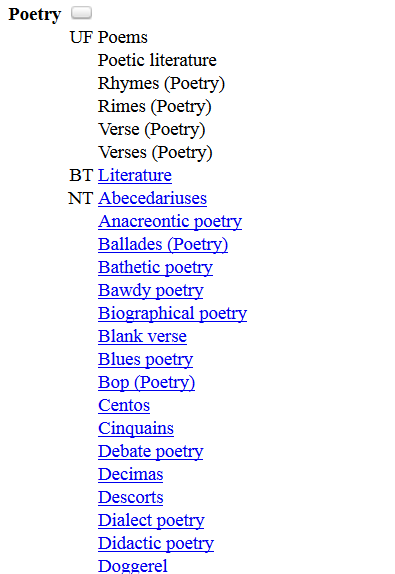 Poetry
UF Poems
Poetic literature
Rhymes (Poetry)
Rimes (Poetry)
Verse (Poetry)
Verses (Poetry)
BT Literature
NT Abecedariuses
Anacreontic poetry
Ballades (Poetry)
Bathetic poetry
Bawdy poetry
Biographical poetry
Blank verse
Blues poetry
Bop (Poetry)
Centos
Cinquains
Debate poetry
Decimas
Descorts
Dialect poetry
Didactic poetry
Doggerel